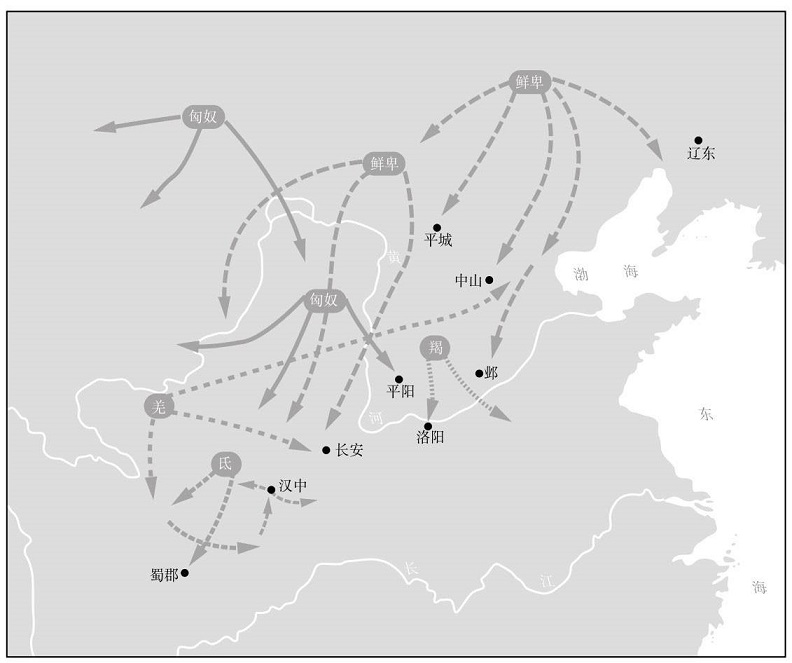 鲜卑
匈奴
鲜卑
辽东
平城
黄
渤海
中山
匈奴
羯
邺
平阳
羌
东
河
洛阳
长安
氐
汉中
长
蜀郡
江
海